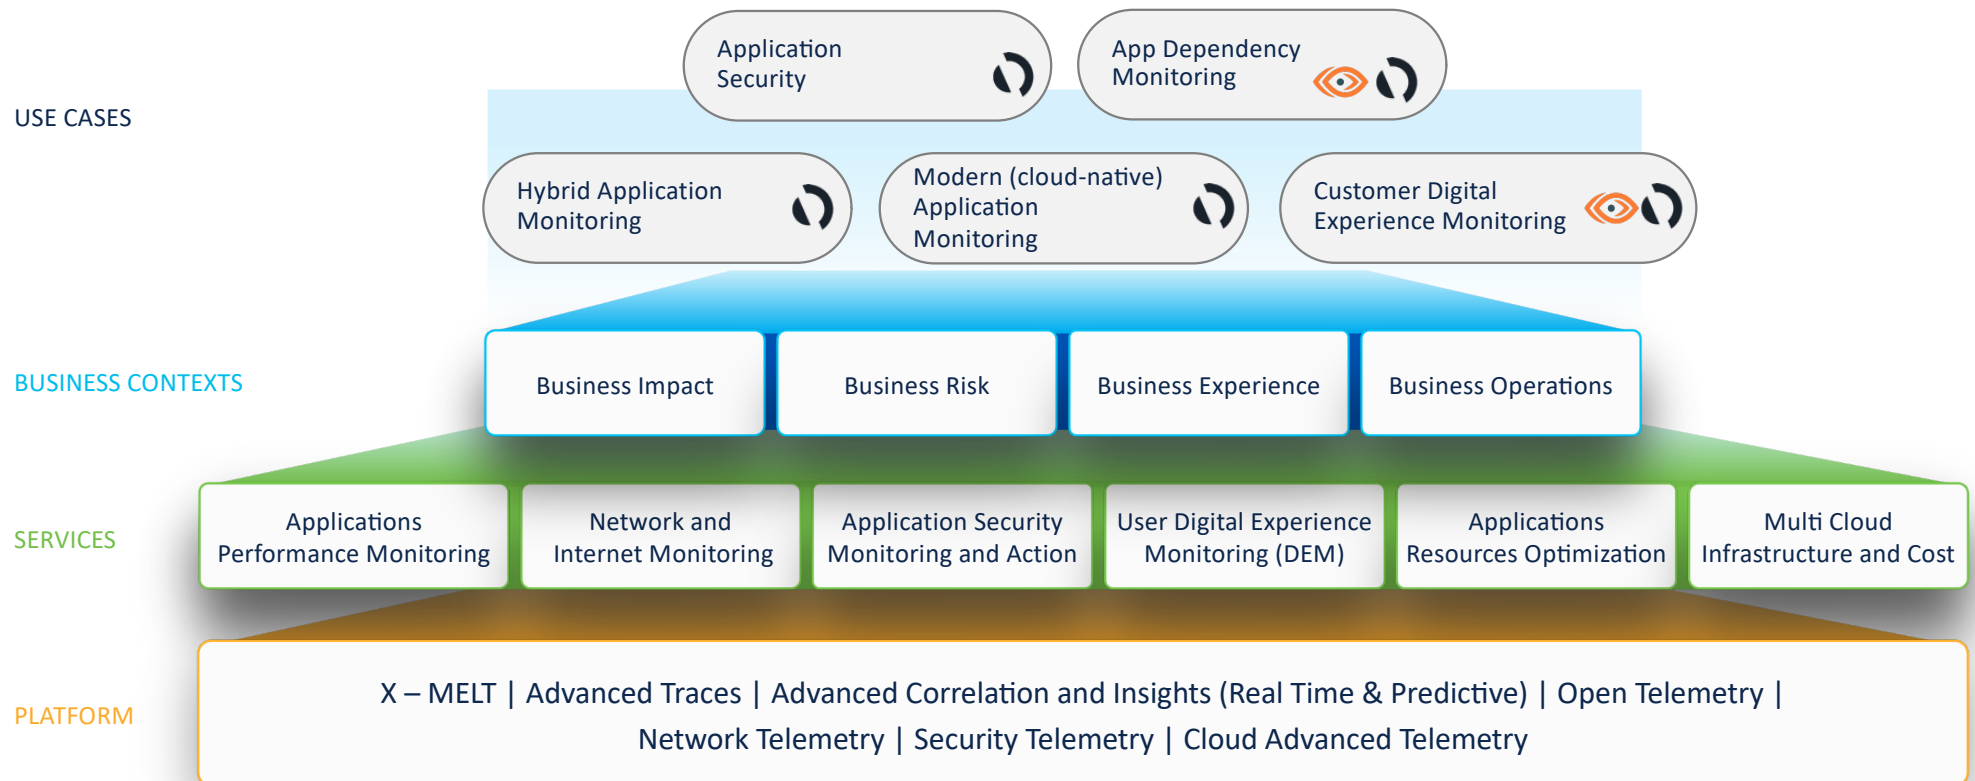 USE CASES
Application
Security
App Dependency
Monitoring
Hybrid Application
Monitoring
Modern (cloud-native)
Application
Monitoring
Customer Digital
Experience Monitoring
BUSINESS CONTEXTS
Business Impact
Business Risk
Business Experience
Business Operations
SERVICES
Applications
Performance Monitoring
Network and
Internet Monitoring
Application Security
Monitoring and Action
User Digital Experience
Monitoring (DEM)
Applications
Resources Optimization
Multi Cloud
Infrastructure and Cost
PLATFORM
X – MELT | Advanced Traces | Advanced Correlation and Insights (Real Time & Predictive) | Open Telemetry |
Network Telemetry | Security Telemetry | Cloud Advanced Telemetry